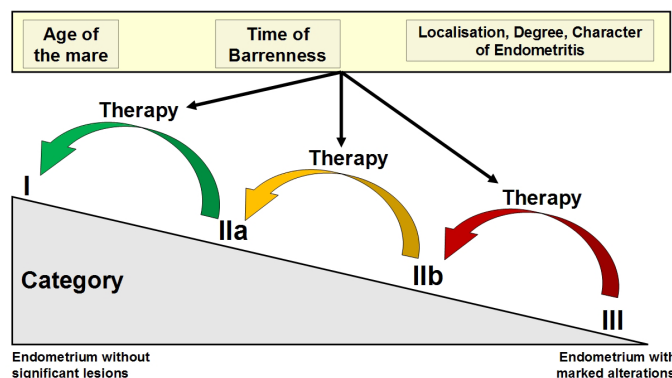 Age of
the mare
Time of
Barrenness
Localisation, Degree, Character
of Endometritis
Therapy
Therapy
Therapy
I
IIa
IIb
III
Category
Endometrium without
significant lesions
Endometrium with
marked alterations